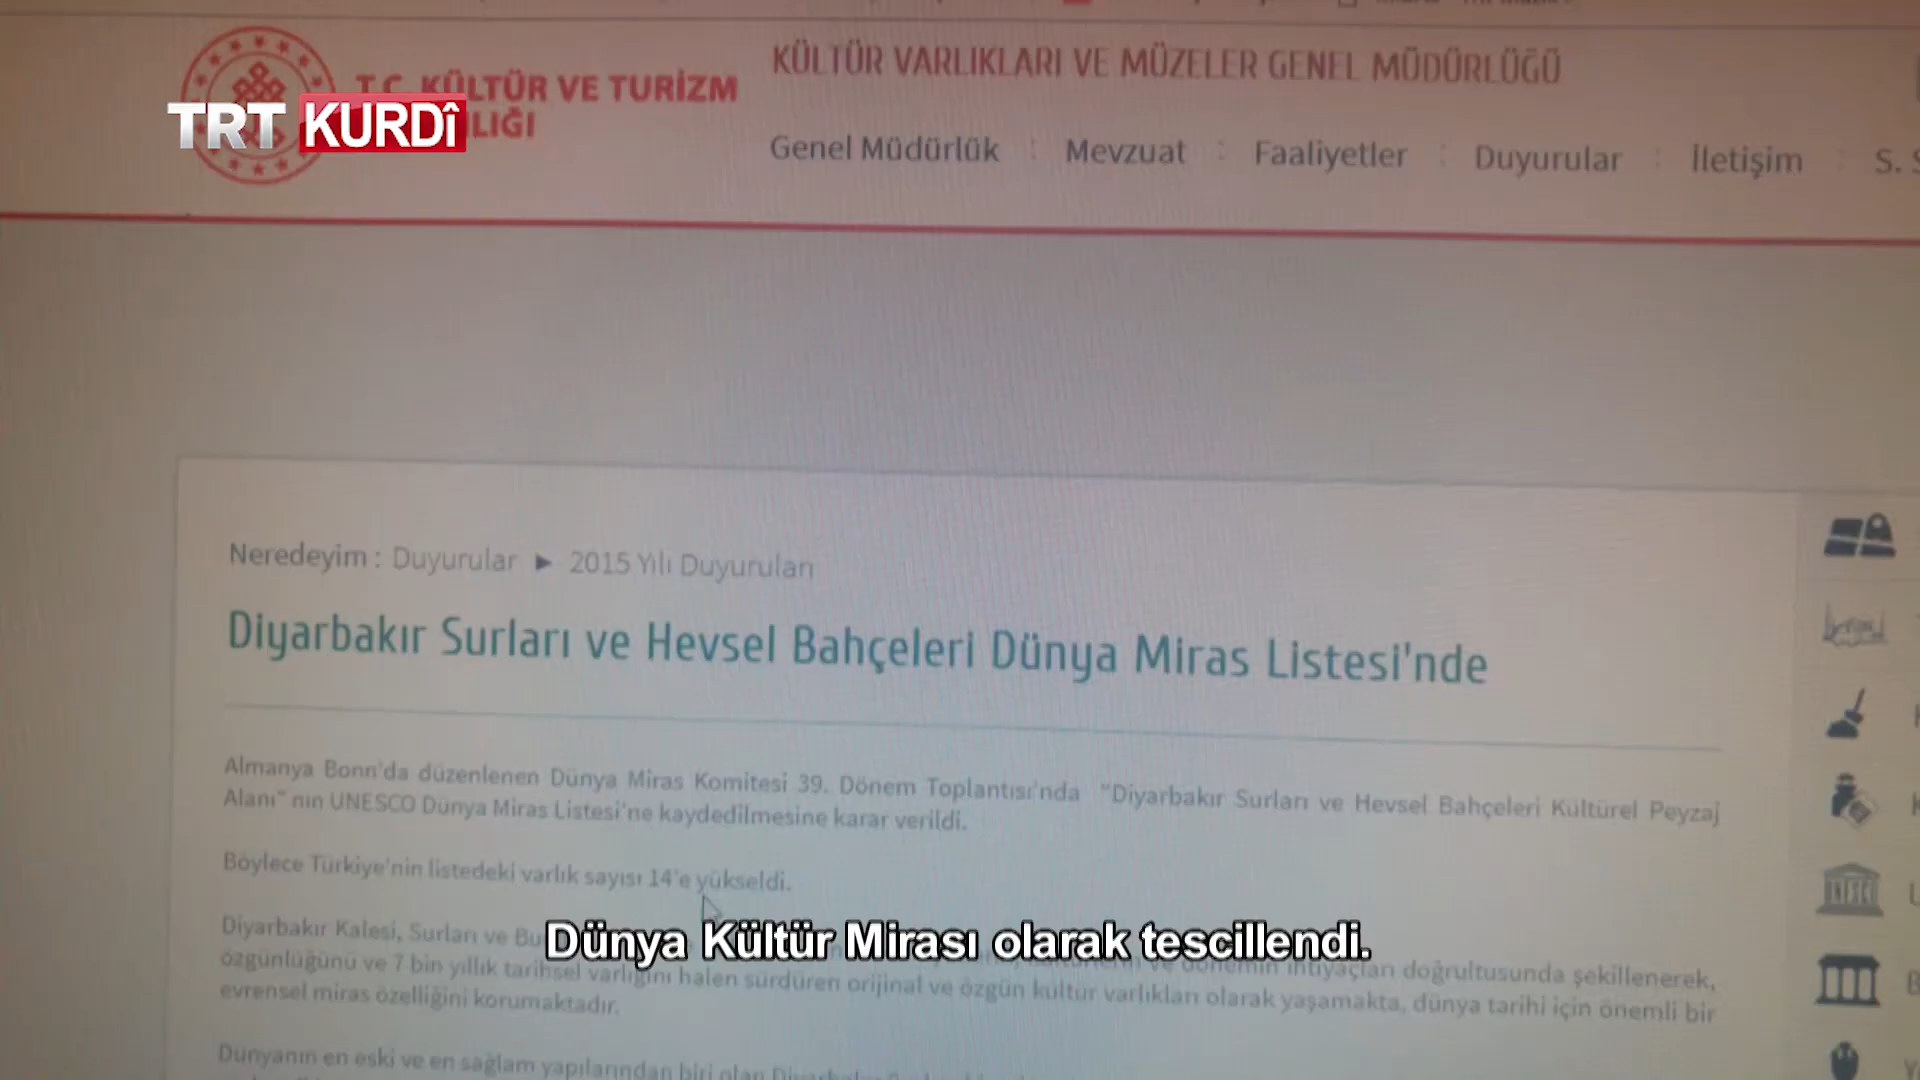 KÜLTÜR VARLIKLARI VE MÜZELER GENEL MÜDÜRLÜĞÜ
T.C. KÜLTÜR VE TURİZM
TRT KURDÎ
Genel Müdürlük : Mevzuat : Faaliyetler : Duyurular : İletişim : S. S
Neredeyim : Duyurular ► 2015 Yılı Duyuruları
Diyarbakır Surları ve Hevsel Bahçeleri Dünya Miras Listesi'nde
Almanya Bonn'da düzenlenen Dünya Miras Komitesi 39. Dönem Toplantısı'nda "Diyarbakır Surları ve Hevsel Bahçeleri Kültürel Peyzaj
Alanı" nın UNESCO Dünya Miras Listesi'ne kaydedilmesine karar verildi.
Böylece Türkiye'nin listedeki varlık sayısı 14'e yükseldi.
Diyarbakır Kalesi, Surları ve ihtiyaçları doğrultusunda şekillenerek,
Dünya Kültür Mirası olarak tescillendi.
özgünlüğünü ve 7 bin yıllık tarihsel varlığını halen sürdüren orijinal ve özgün kültür varlıkları olarak yaşamakta, dünya tarihi için önemli bir
evrensel miras özelliğini korumaktadır.
Dünyanın en eski ve en sağlam yapılarından biri olan